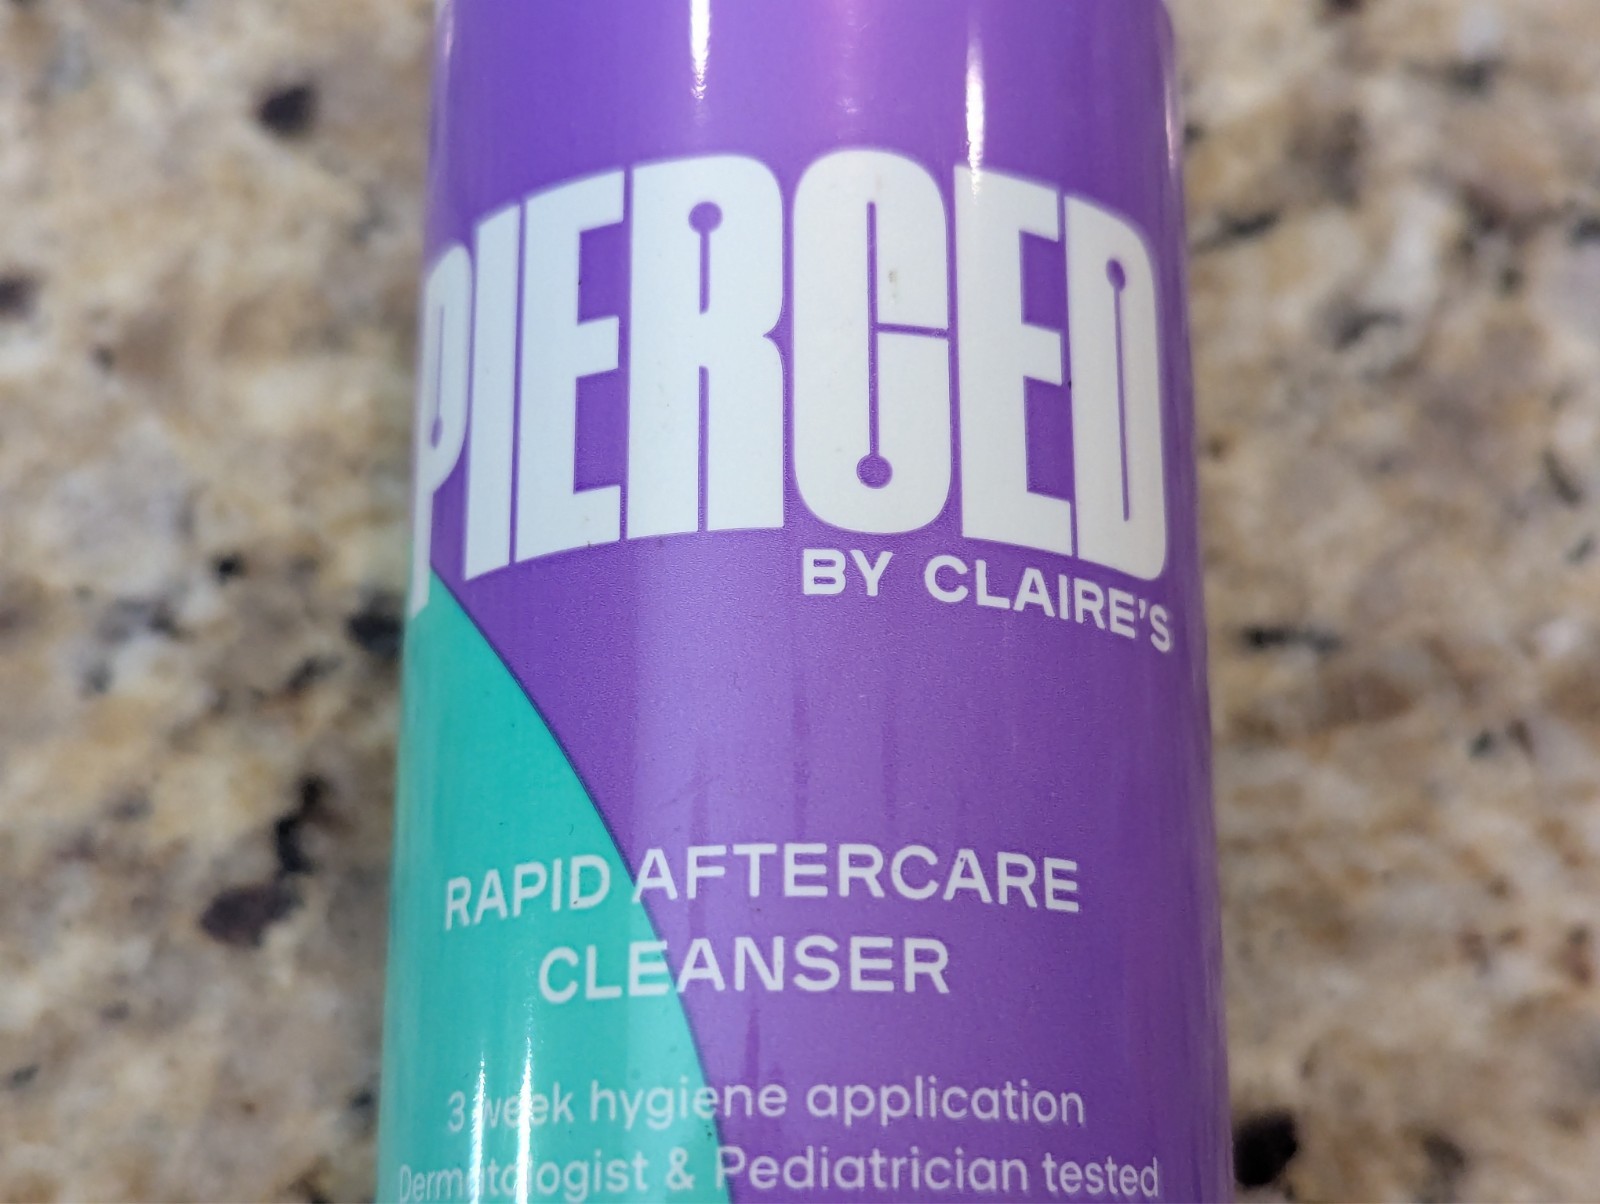 PIERCED
BY CLAIRE'S
RAPID AFTERCARE
CLEANSER
3 week hygiene application
Dermatologist & Pediatrician tested